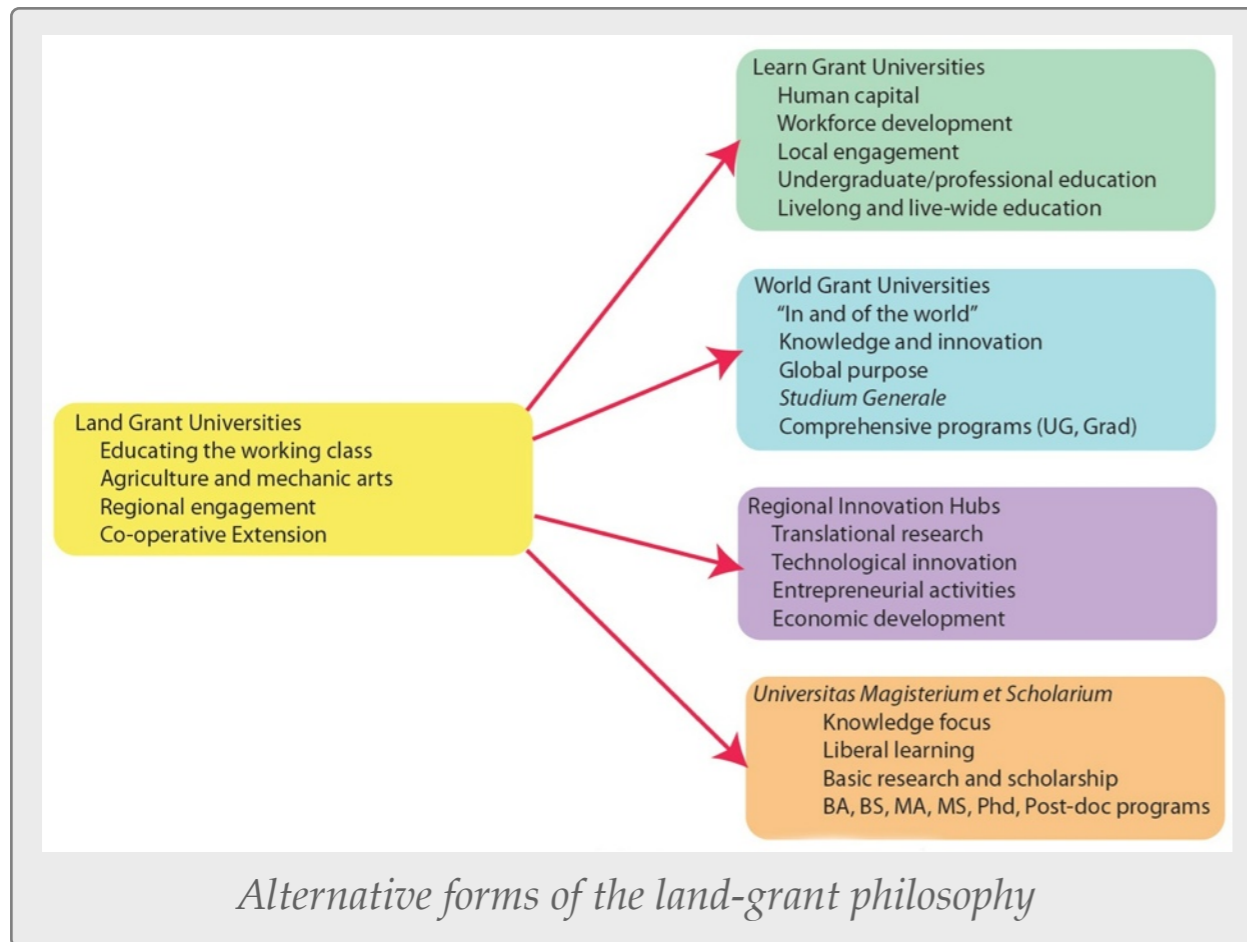 Land Grant Universities
Educating the working class
Agriculture and mechanic arts
Regional engagement
Co-operative Extension
Learn Grant Universities
Human capital
Workforce development
Local engagement
Undergraduate/professional education
Livelong and live-wide education
World Grant Universities
“In and of the world”
Knowledge and innovation
Global purpose
Studium Generale
Comprehensive programs (UG, Grad)
Regional Innovation Hubs
Translational research
Technological innovation
Entrepreneurial activities
Economic development
Universitas Magisterium et Scholarium
Knowledge focus
Liberal learning
Basic research and scholarship
BA, BS, MA, MS, Phd, Post-doc programs
Alternative forms of the land-grant philosophy